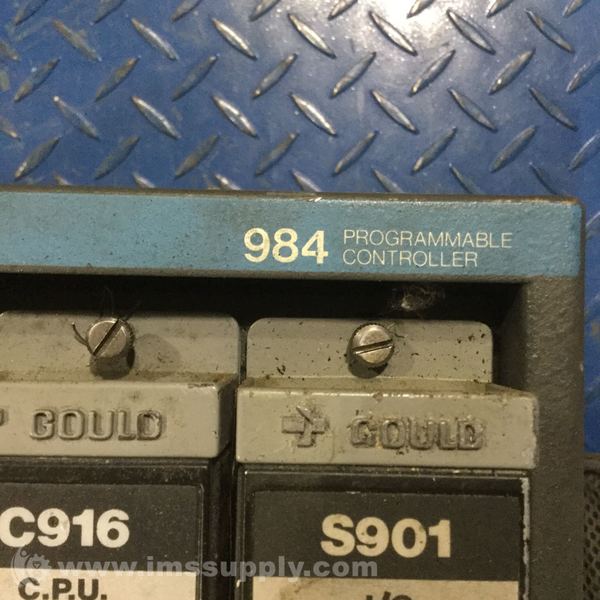 984 PROGRAMMABLE
CONTROLLER
GOULD
GOULD
C916
S901
C.P.U.
www.imssupply.com